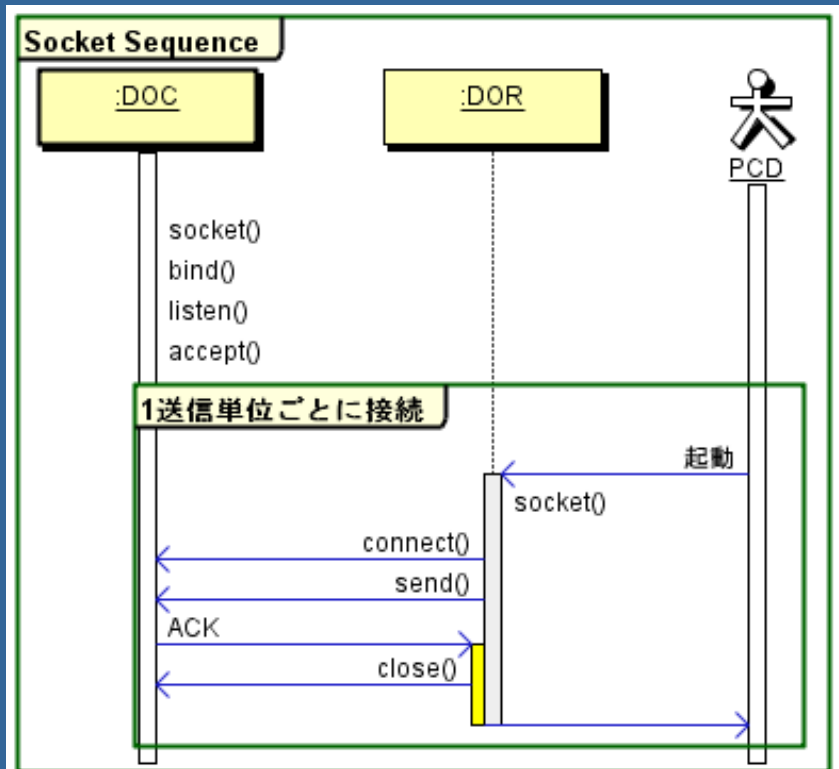 Socket Sequence
:DOC
:DOR
PCD
socket()
bind()
listen()
accept()
1送信単位ごとに接続
起動
socket()
connect()
send()
ACK
close()